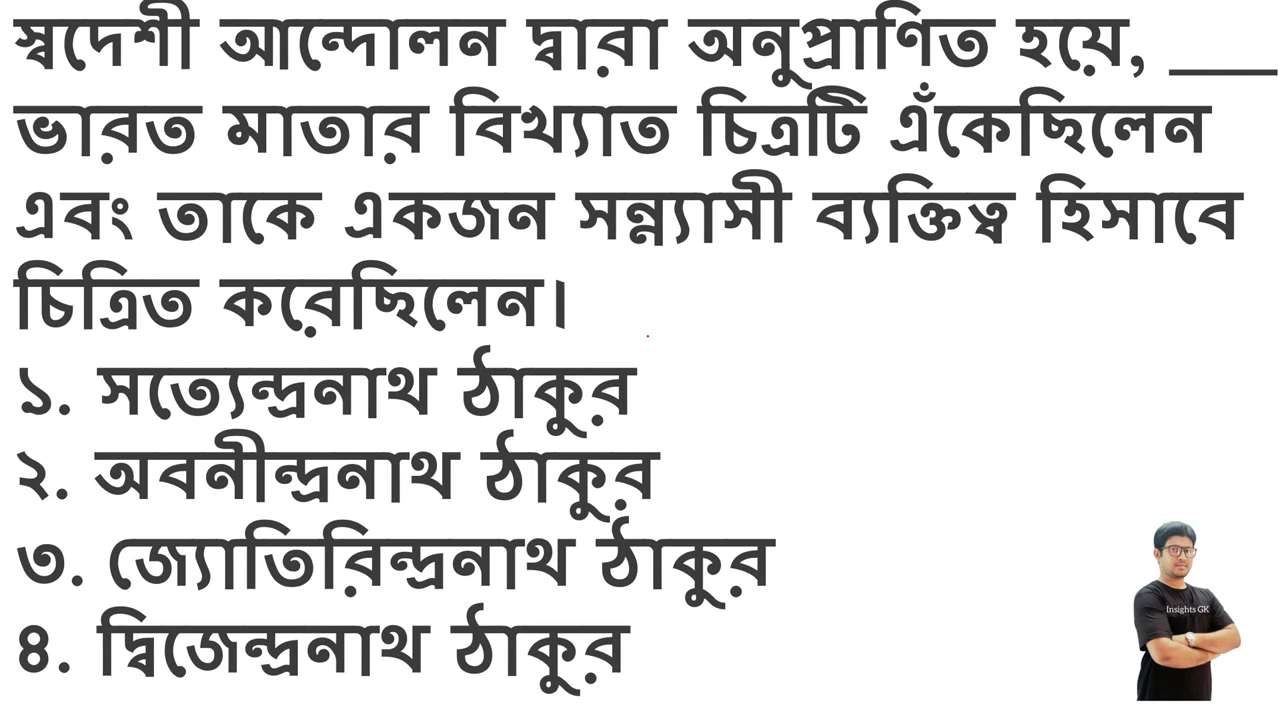 স্বদেশী আন্দোলন দ্বারা অনুপ্রাণিত হয়ে, ____
ভারত মাতার বিখ্যাত চিত্রটি এঁকেছিলেন
এবং তাকে একজন সন্ন্যাসী ব্যক্তিত্ব হিসাবে
চিত্রিত করেছিলেন।
১. সত্যেন্দ্রনাথ ঠাকুর
২. অবনীন্দ্রনাথ ঠাকুর
৩. জ্যোতিরিন্দ্রনাথ ঠাকুর
৪. দ্বিজেন্দ্রনাথ ঠাকুর
Insights GK